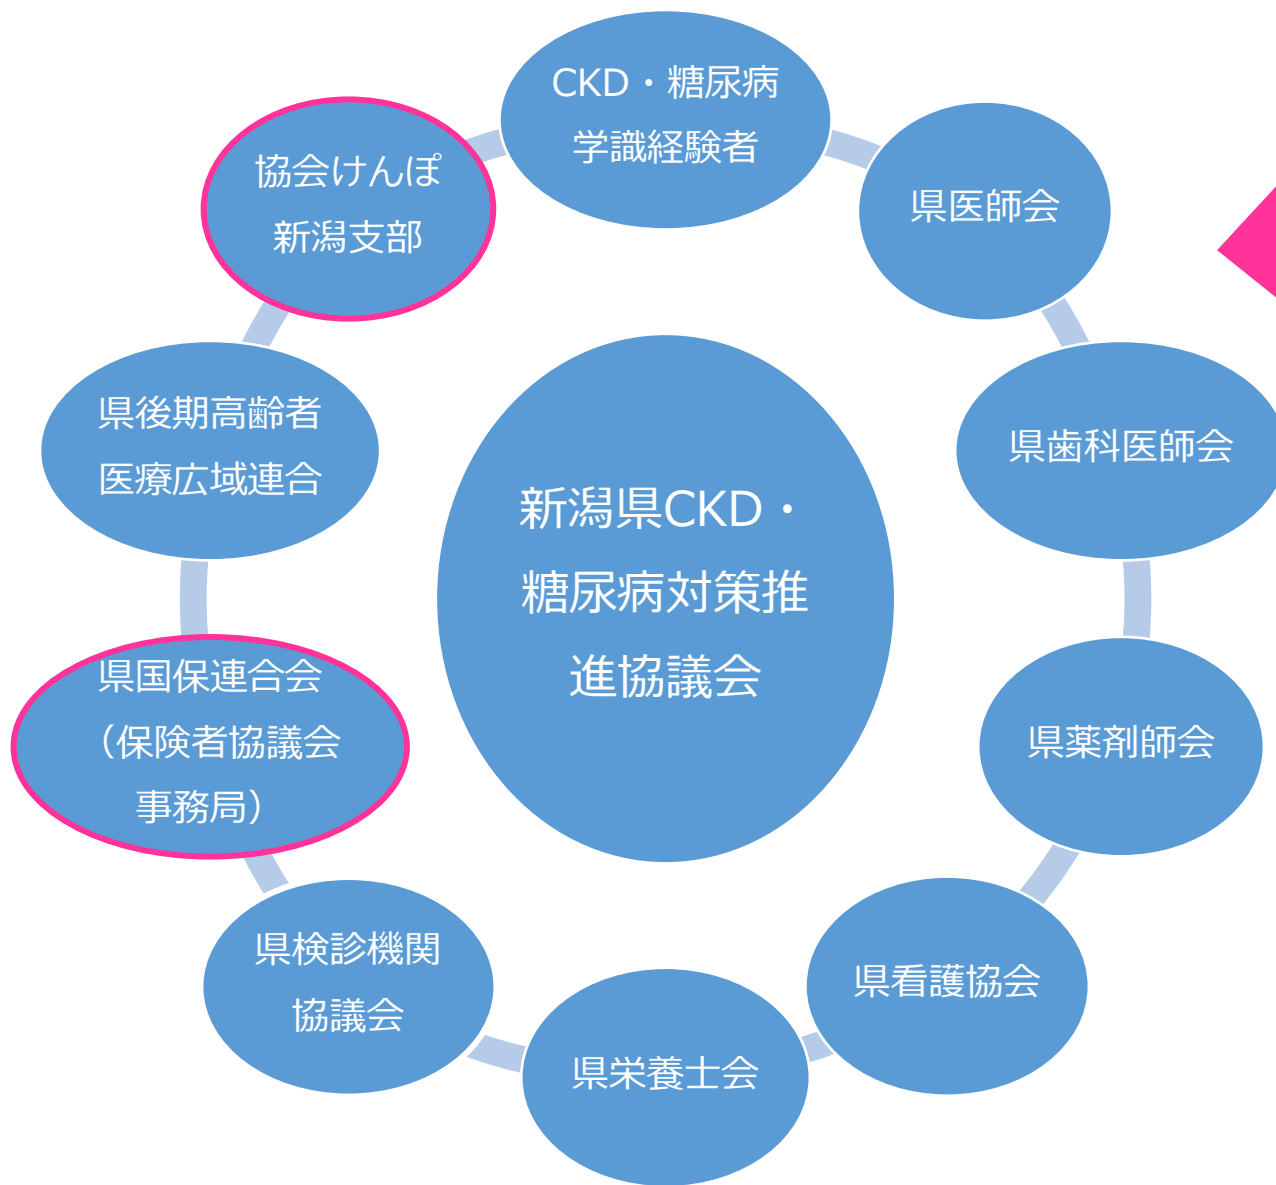 CKD・糖尿病
学識経験者
県医師会
県歯科医師会
県薬剤師会
県看護協会
県栄養士会
県検診機関
協議会
県国保連合会
（保険者協議会
事務局）
県後期高齢者
医療広域連合
協会けんぽ
新潟支部
新潟県CKD・
糖尿病対策推
進協議会